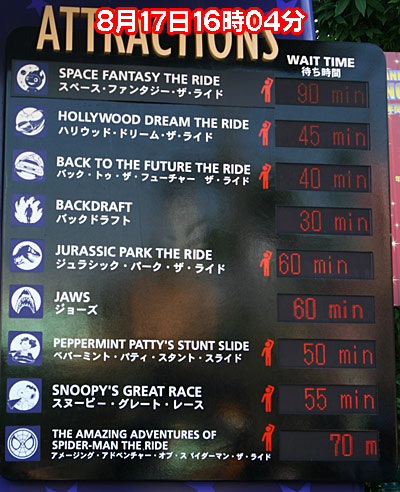 8月17日16時04分
ATTRACTIONS
WAIT TIME
待ち時間
SPACE FANTASY THE RIDE
スペース・ファンタジー・ザ・ライド
90 min
HOLLYWOOD DREAM THE RIDE
ハリウッド・ドリーム・ザ・ライド
45 min
BACK TO THE FUTURE THE RIDE
バック・トゥ・ザ・フューチャー ザ・ライド
40 min
BACKDRAFT
バックドラフト
30 min
JURASSIC PARK THE RIDE
ジュラシック・パーク・ザ・ライド
60 min
JAWS
ジョーズ
60 min
PEPPERMINT PATTY'S STUNT SLIDE
ペパーミント・パティ・スタント・スライド
50 min
SNOOPY'S GREAT RACE
スヌーピー・グレート・レース
55 min
THE AMAZING ADVENTURES OF
SPIDER-MAN THE RIDE
アメージング・アドベンチャー・オブ・スパイダーマン・ザ・ライド
70 m